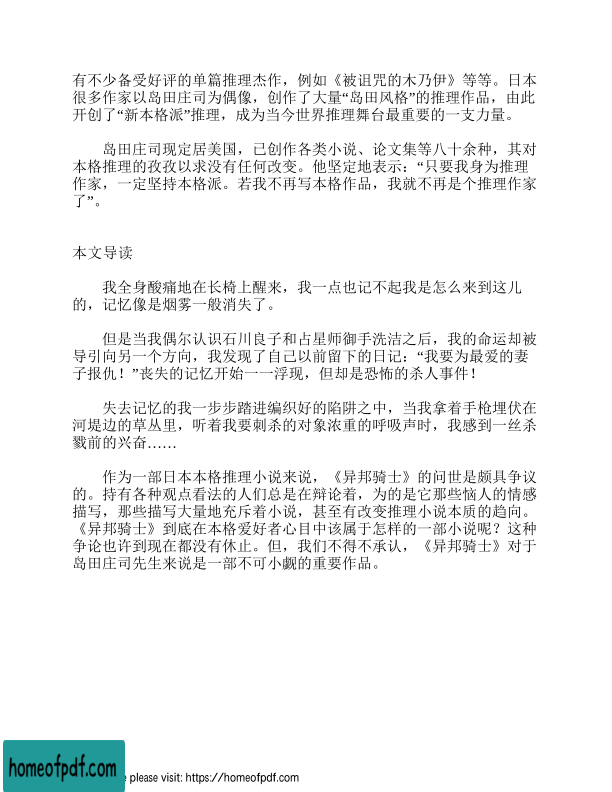 有不少备受好评的单篇推理杰作，例如《被诅咒的木乃伊》等等。日本
很多作家以岛田庄司为偶像，创作了大量“岛田风格”的推理作品，由此
开创了“新本格派”推理，成为当今世界推理舞台最重要的一支力量。
岛田庄司现定居美国，已创作各类小说、论文集等八十余种，其对
本格推理的孜孜以求没有任何改变。他坚定地表示：“只要我身为推理
作家，一定坚持本格派。若我不再写本格作品，我就不再是个推理作家
了”。
本文导读
我全身酸痛地在长椅上醒来，我一点也记不起我是怎么来到这儿
的，记忆像是烟雾一般消失了。
但是当我偶尔认识石川良子和占星师御手洗洁之后，我的命运却被
导引向另一个方向，我发现了自己以前留下的日记：“我要为最爱的妻
子报仇！”丧失的记忆开始一一浮现，但却是恐怖的杀人事件！
失去记忆的我一步步踏进编织好的陷阱之中，当我拿着手枪埋伏在
河堤边的草丛里，听着我要刺杀的对象浓重的呼吸声时，我感到一丝杀
戮前的兴奋……
作为一部日本本格推理小说来说，《异邦骑士》的问世是颇具争议
的。持有各种观点看法的人们总是在辩论着，为的是它那些恼人的情感
描写，那些描写大量地充斥着小说，甚至有改变推理小说本质的趋向。
《异邦骑士》到底在本格爱好者心目中该属于怎样的一部小说呢？这种
争论也许到现在都没有休止。但，我们不得不承认，《异邦骑士》对于
岛田庄司先生来说是一部不可小觑的重要作品。
homeofpdf.com
please visit: https://homeofpdf.com